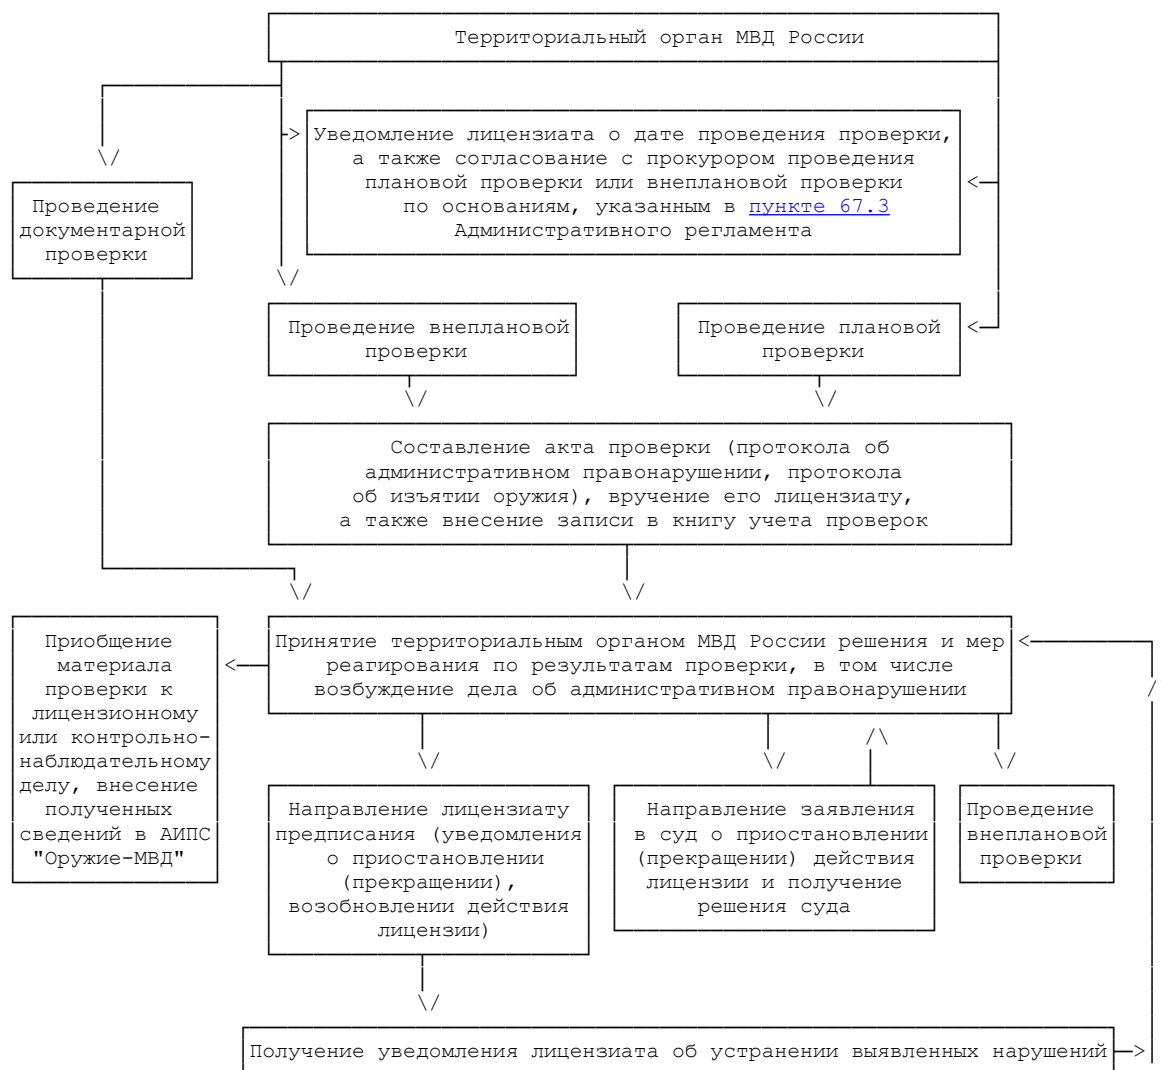 Территориальный орган МВД России
Уведомление лицензиата о дате проведения проверки,
а также согласование с прокурором проведения
плановой проверки или внеплановой проверки
по основаниям, указанным в пункте 67.3
Административного регламента
Проведение
документарной
проверки
Проведение внеплановой
проверки
Проведение плановой
проверки
Составление акта проверки (протокола об
административном правонарушении, протокола
об изъятии оружия), вручение его лицензиату,
а также внесение записи в книгу учета проверок
Приобщение
материала
проверки к
лицензионному
или контрольно-
наблюдательному
делу, внесение
полученных
сведений в АИПС
"Оружие-МВД"
Принятие территориальным органом МВД России решения и мер
реагирования по результатам проверки, в том числе
возбуждение дела об административном правонарушении
Направление лицензиату
предписания (уведомления
о приостановлении
(прекращении),
возобновлении действия
лицензии)
Направление заявления
в суд о приостановлении
(прекращении) действия
лицензии и получение
решения суда
Проведение
внеплановой
проверки
Получение уведомления лицензиата об устранении выявленных нарушений